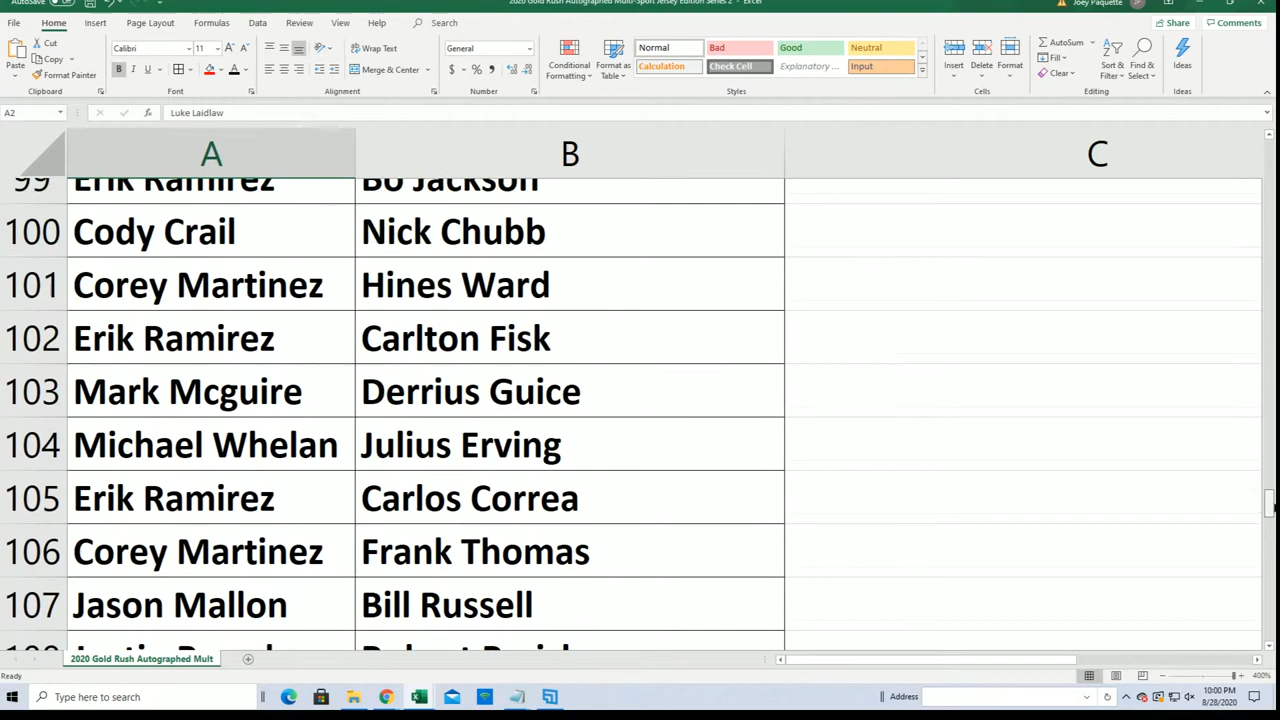 AutoSave 2020 Gold Rush Autographed Multi-Sport Jersey Edition Series 2 - Excel Joey Paquette JP
File Home Insert Page Layout Formulas Data Review View Help Search Share Comments
Cut Calibri 11 Wrap Text General Normal Bad Good Neutral AutoSum
Paste Copy Fill
Format Painter Merge & Center Conditional Formatting Format as Table Calculation Check Cell Explanatory ... Input Insert Delete Format Clear Sort & Filter Find & Select Ideas
Clipboard Font Alignment Number Styles Cells Editing Ideas
A2 fx Luke Laidlaw
A B C
99 Erik Ramirez Bo Jackson
100 Cody Crail Nick Chubb
101 Corey Martinez Hines Ward
102 Erik Ramirez Carlton Fisk
103 Mark Mcguire Derrius Guice
104 Michael Whelan Julius Erving
105 Erik Ramirez Carlos Correa
106 Corey Martinez Frank Thomas
107 Jason Mallon Bill Russell
2020 Gold Rush Autographed Mult
Ready 400%
Type here to search Address 10:00 PM
8/28/2020